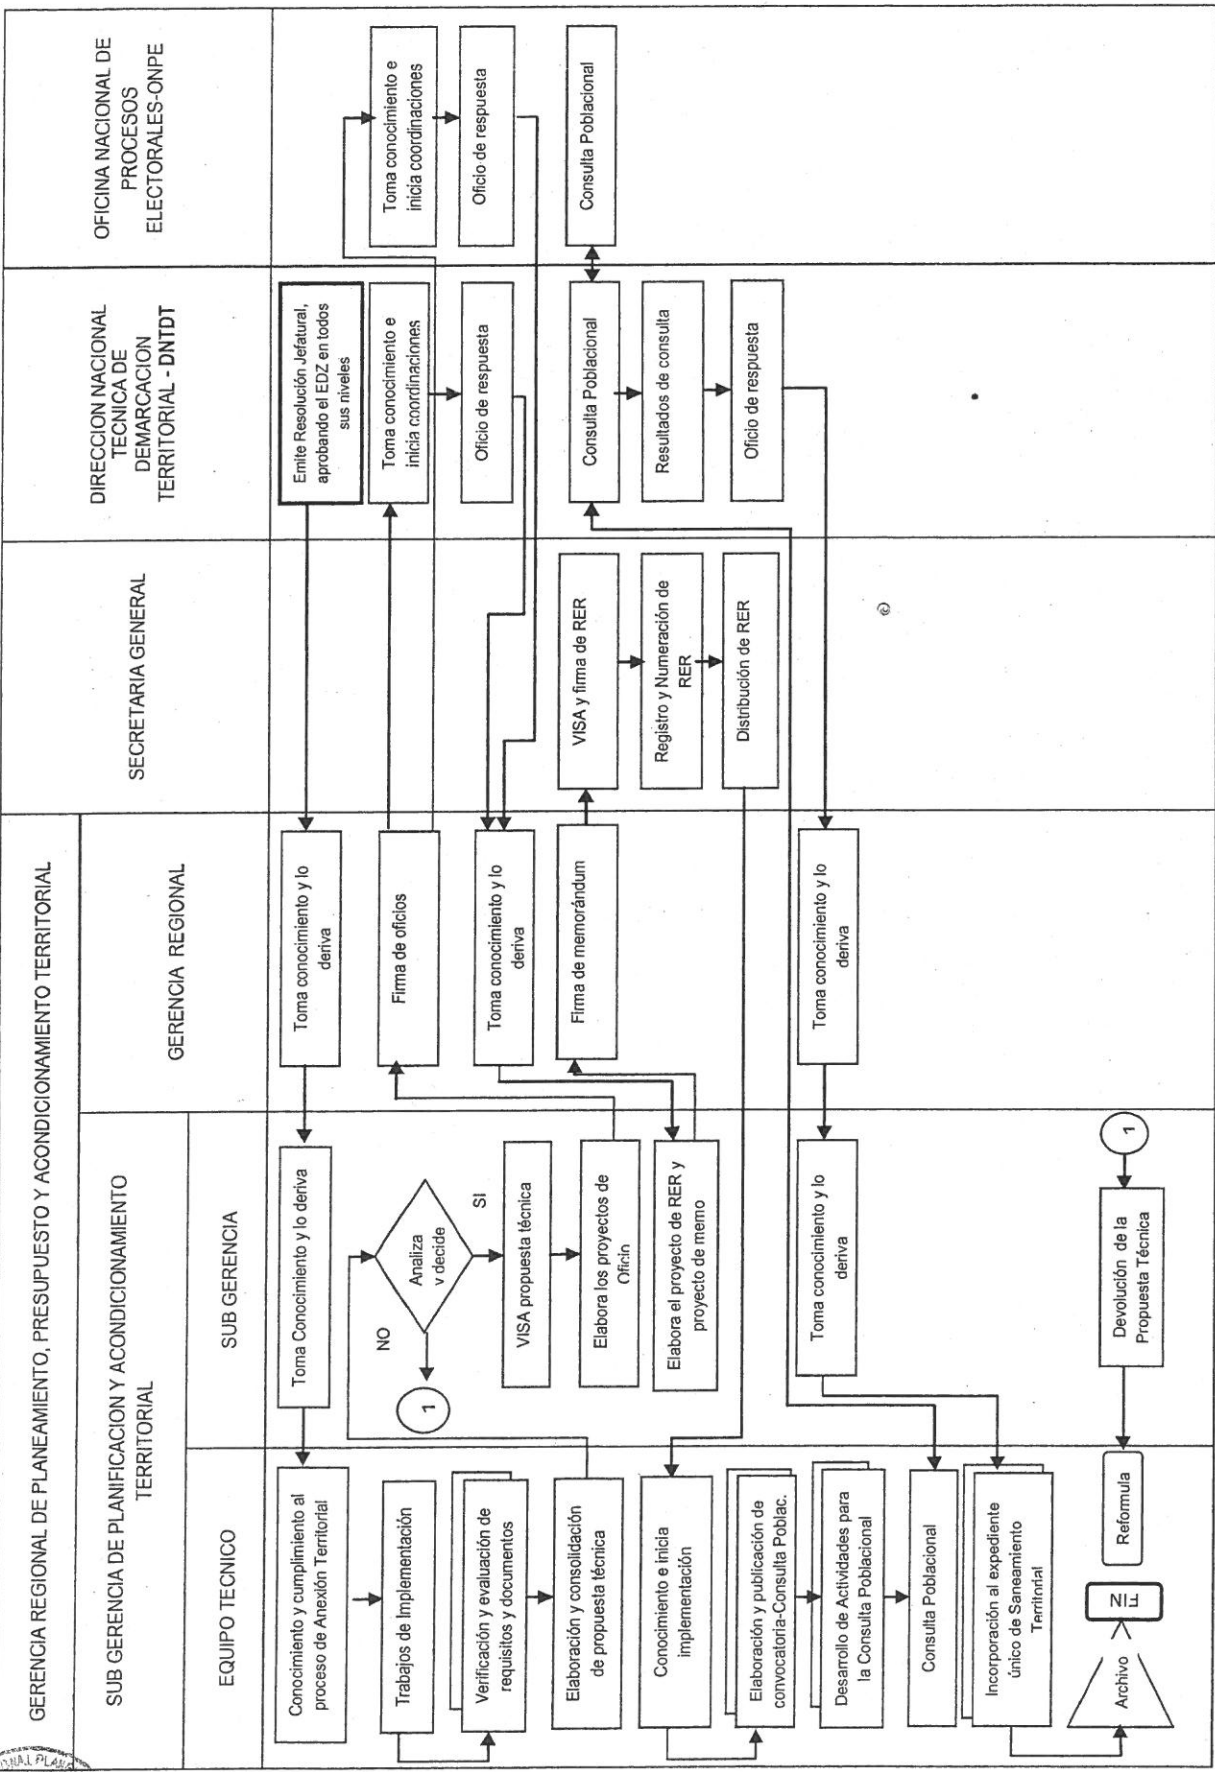 GERENCIA REGIONAL DE PLANEAMIENTO, PRESUPUESTO Y ACONDICIONAMIENTO TERRITORIAL
SUB GERENCIA DE PLANIFICACION Y ACONDICIONAMIENTO
TERRITORIAL
EQUIPO TECNICO
SUB GERENCIA
GERENCIA REGIONAL
SECRETARIA GENERAL
DIRECCION NACIONAL
TECNICA DE
DEMARCACION
TERRITORIAL - DNTDT
OFICINA NACIONAL DE
PROCESOS
ELECTORALES-ONPE
Conocimiento y cumplimiento al
proceso de Anexión Territorial
Trabajos de Implementación
Verificación y evaluación de
requisitos y documentos
Elaboración y consolidación
de propuesta técnica
Conocimiento e inicia
implementación
Elaboración y publicación de
convocatoria-Consulta Poblac.
Desarrollo de Actividades para
la Consulta Poblacional
Consulta Poblacional
Incorporación al expediente
único de Saneamiento
Territorial
Archivo
FIN
Reformula
Toma Conocimiento y lo deriva
NO
Analiza
y decide
SI
1
VISA propuesta técnica
Elabora los proyectos de
Oficio
Elabora el proyecto de RER y
proyecto de memo
Toma conocimiento y lo
deriva
Devolución de la
Propuesta Técnica
1
Toma conocimiento y lo
deriva
Firma de oficios
Toma conocimiento y lo
deriva
Firma de memorándum
Toma conocimiento y lo
deriva
VISA y firma de RER
Registro y Numeración de
RER
Distribución de RER
Emite Resolución Jefatural,
aprobando el EDZ en todos
sus niveles
Toma conocimiento e
inicia coordinaciones
Oficio de respuesta
Consulta Poblacional
Resultados de consulta
Oficio de respuesta
Toma conocimiento e
inicia coordinaciones
Oficio de respuesta
Consulta Poblacional